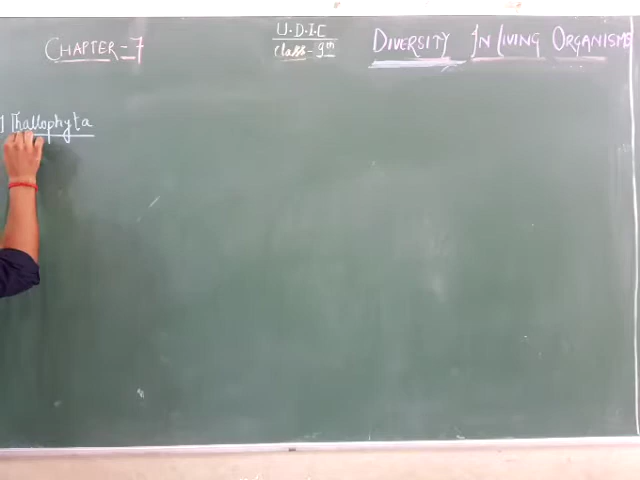 CHAPTER-7
U.D.I.C
Class-9th
DIVERSITY IN LIVING ORGANISMS
Thallophyta